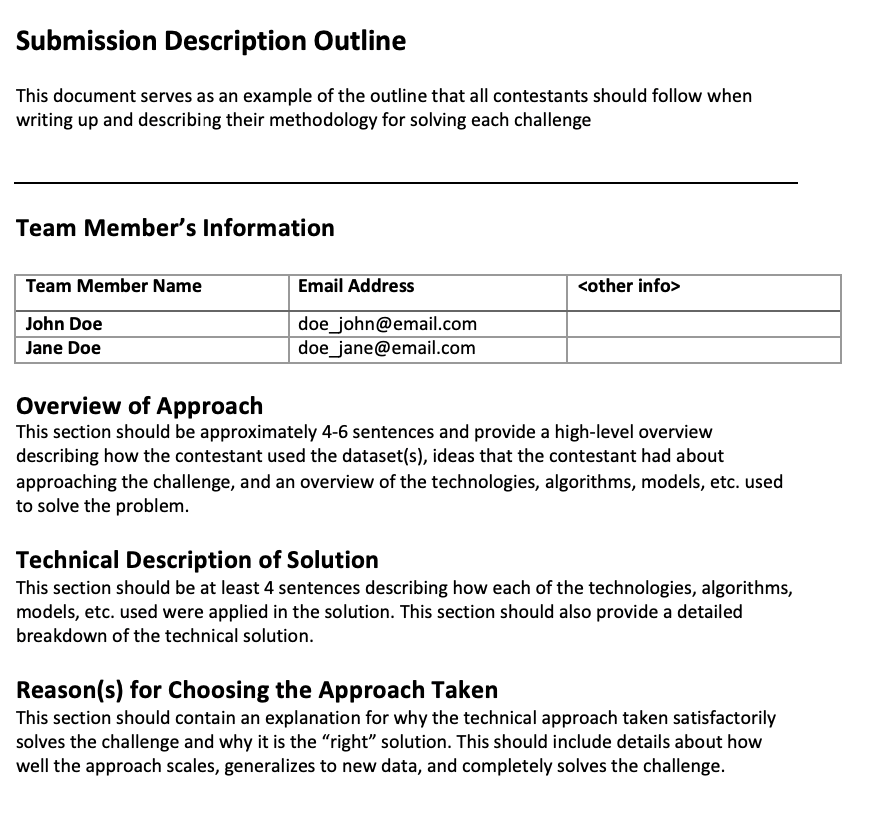 Submission Description Outline
This document serves as an example of the outline that all contestants should follow when
writing up and describing their methodology for solving each challenge
Team Member’s Information
Team Member Name Email Address <other info>
John Doe doe_john@email.com
Jane Doe doe_jane@email.com
Overview of Approach
This section should be approximately 4-6 sentences and provide a high-level overview
describing how the contestant used the dataset(s), ideas that the contestant had about
approaching the challenge, and an overview of the technologies, algorithms, models, etc. used
to solve the problem.
Technical Description of Solution
This section should be at least 4 sentences describing how each of the technologies, algorithms,
models, etc. used were applied in the solution. This section should also provide a detailed
breakdown of the technical solution.
Reason(s) for Choosing the Approach Taken
This section should contain an explanation for why the technical approach taken satisfactorily
solves the challenge and why it is the “right” solution. This should include details about how
well the approach scales, generalizes to new data, and completely solves the challenge.